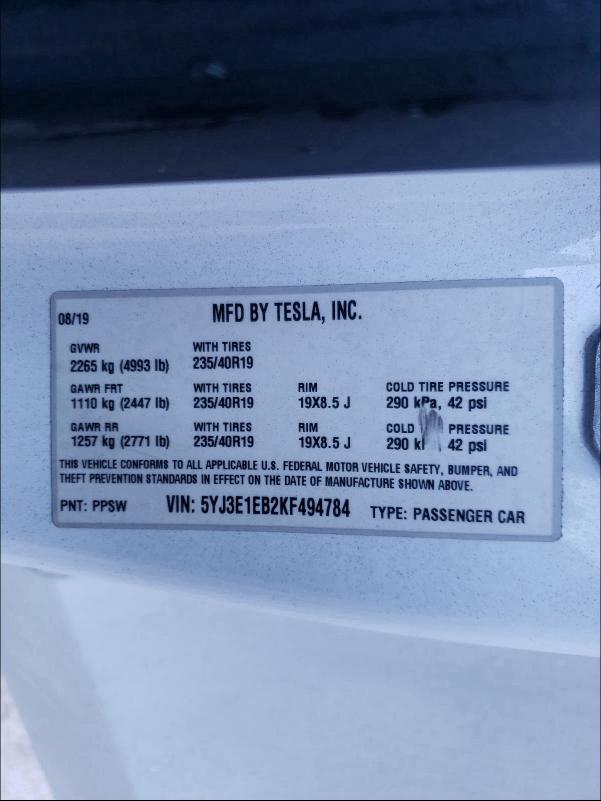 08/19 MFD BY TESLA, INC.
GVWR WITH TIRES
2265 kg (4993 lb) 235/40R19
GAWR FRT WITH TIRES RIM COLD TIRE PRESSURE
1110 kg (2447 lb) 235/40R19 19X8.5 J 290 kPa, 42 psi
GAWR RR WITH TIRES RIM COLD PRESSURE
1257 kg (2771 lb) 235/40R19 19X8.5 J 290 42 psi
THIS VEHICLE CONFORMS TO ALL APPLICABLE U.S. FEDERAL MOTOR VEHICLE SAFETY, BUMPER, AND
THEFT PREVENTION STANDARDS IN EFFECT ON THE DATE OF MANUFACTURE SHOWN ABOVE.
PNT: PPSW VIN: 5YJ3E1EB2KF494784 TYPE: PASSENGER CAR